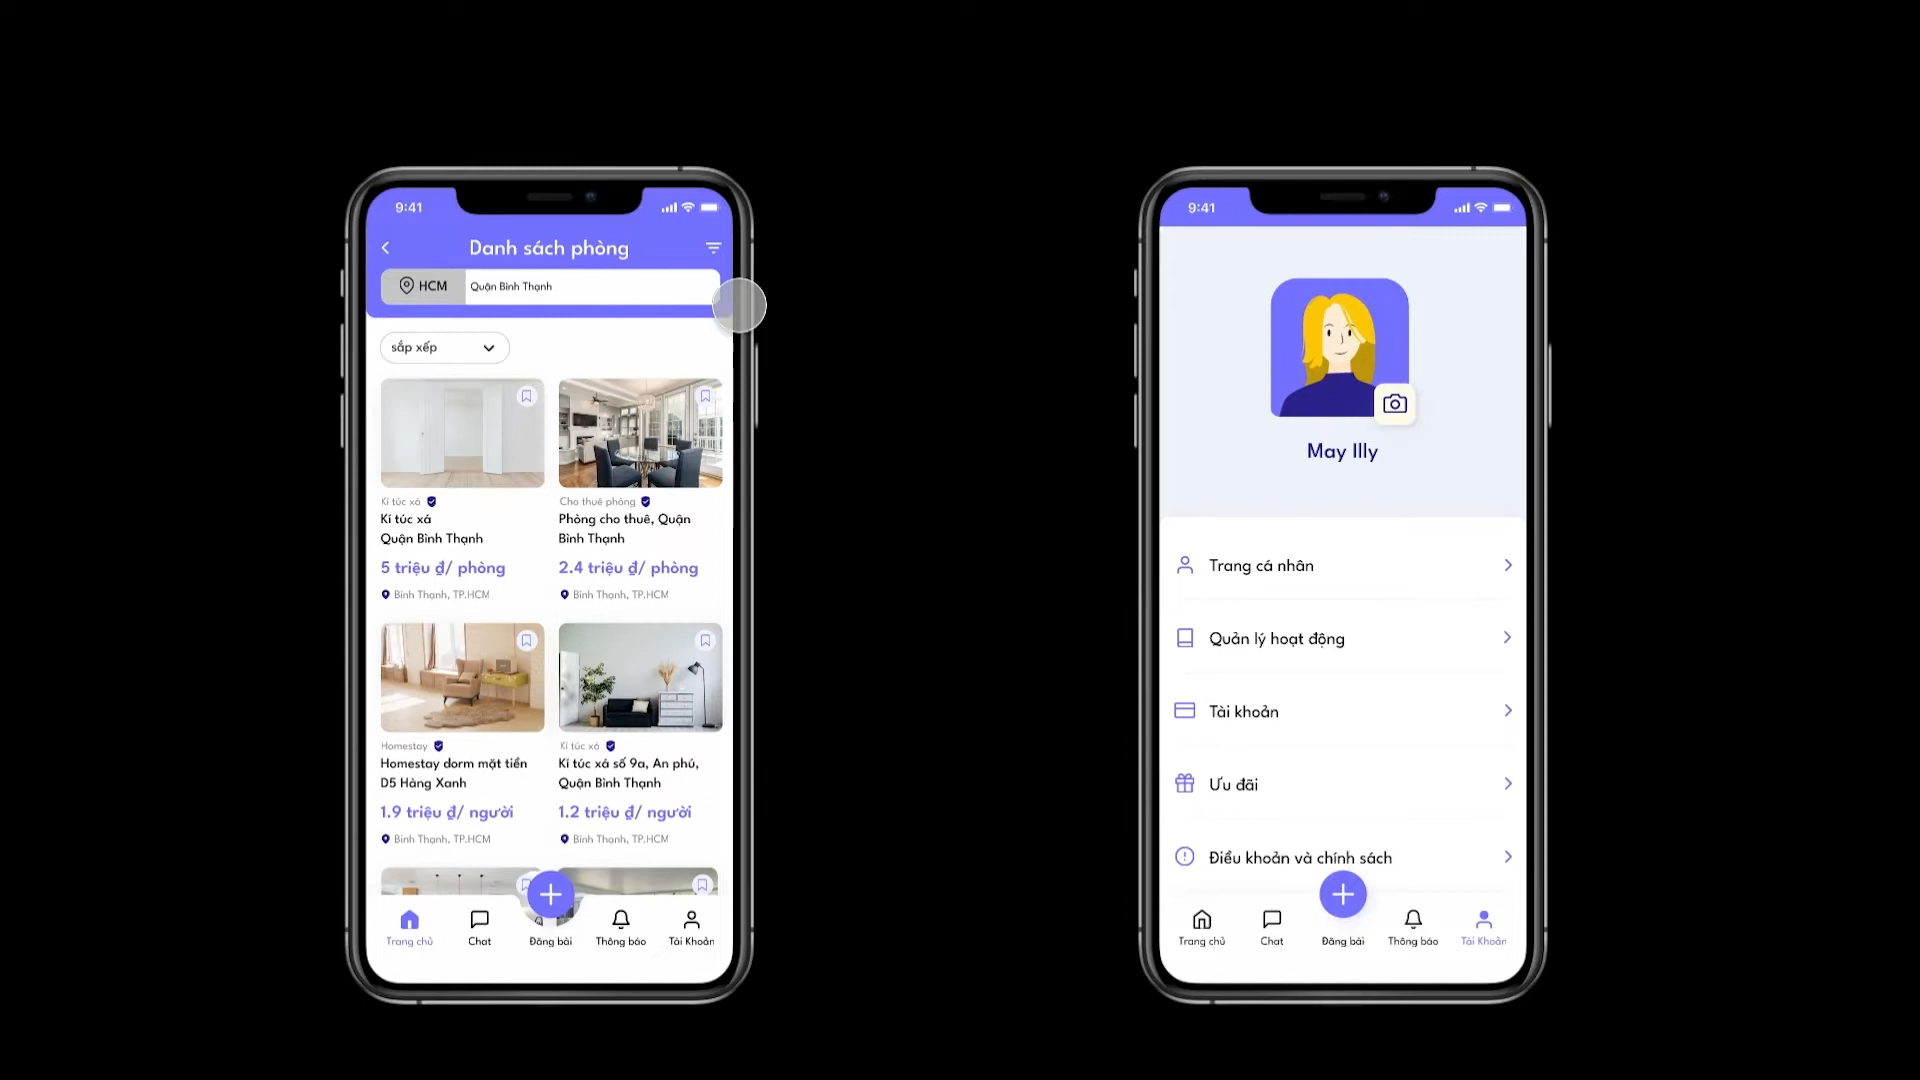 9:41
Danh sách phòng
HCM
Quận Bình Thạnh
sắp xếp
Kí túc xá
Kí túc xá
Quận Bình Thạnh
5 triệu ₫/ phòng
Bình Thạnh, TP.HCM
Cho thuê phòng
Phòng cho thuê, Quận
Bình Thạnh
2.4 triệu ₫/ phòng
Bình Thạnh, TP.HCM
Homestay
Homestay dorm mặt tiền
D5 Hàng Xanh
1.9 triệu ₫/ người
Bình Thạnh, TP.HCM
Kí túc xá
Kí túc xá số 9a, An phú,
Quận Bình Thạnh
1.2 triệu ₫/ người
Bình Thạnh, TP.HCM
Trang chủ
Chat
Đăng bài
Thông báo
Tài Khoản
9:41
May Illy
Trang cá nhân
Quản lý hoạt động
Tài khoản
Ưu đãi
Điều khoản và chính sách
Trang chủ
Chat
Đăng bài
Thông báo
Tài Khoản